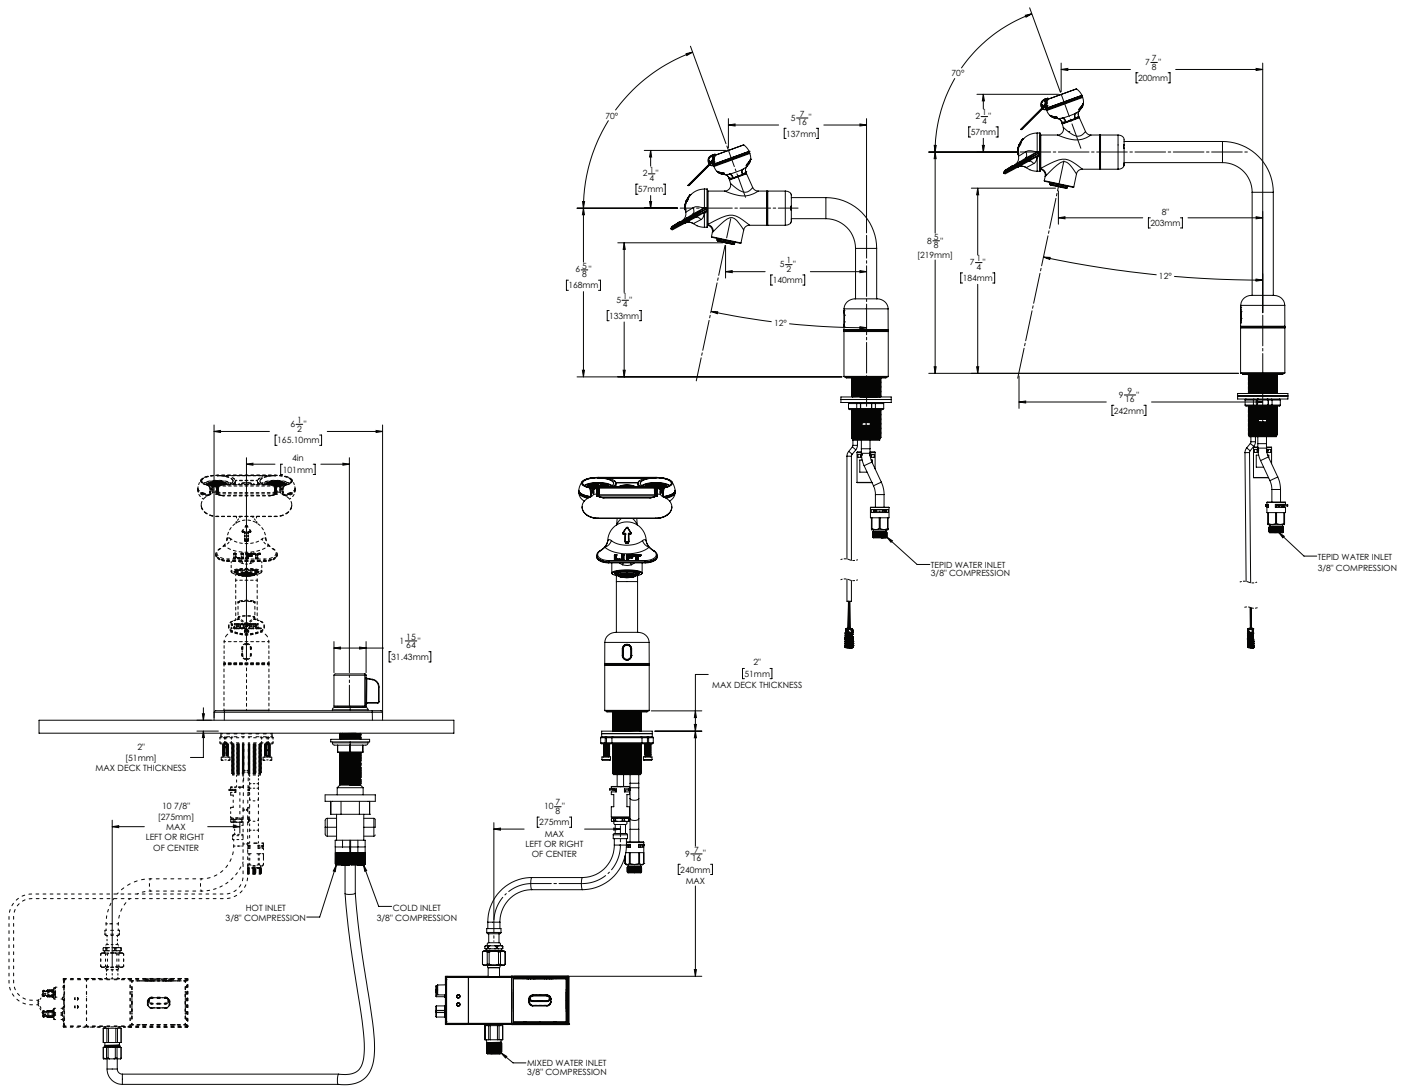 70°
5 7/16"
[137mm]
2 1/4"
[57mm]
6 5/8"
[168mm]
5 1/4"
[133mm]
5 1/2"
[140mm]
12°
TEPID WATER INLET
3/8" COMPRESSION
70°
7 7/8"
[200mm]
2 1/4"
[57mm]
8 5/8"
[219mm]
7 1/4"
[184mm]
8"
[203mm]
12°
9 9/16"
[242mm]
TEPID WATER INLET
3/8" COMPRESSION
6 1/2"
[165.10mm]
4in
[101mm]
LIFT
1 15/64"
[31.43mm]
2"
[51mm]
MAX DECK THICKNESS
10 7/8"
[275mm]
MAX
LEFT OR RIGHT
OF CENTER
HOT INLET
3/8" COMPRESSION
COLD INLET
3/8" COMPRESSION
LIFT
2"
[51mm]
MAX DECK THICKNESS
10 7/8"
[275mm]
MAX
LEFT OR RIGHT
OF CENTER
9 7/16"
[240mm]
MAX
MIXED WATER INLET
3/8" COMPRESSION